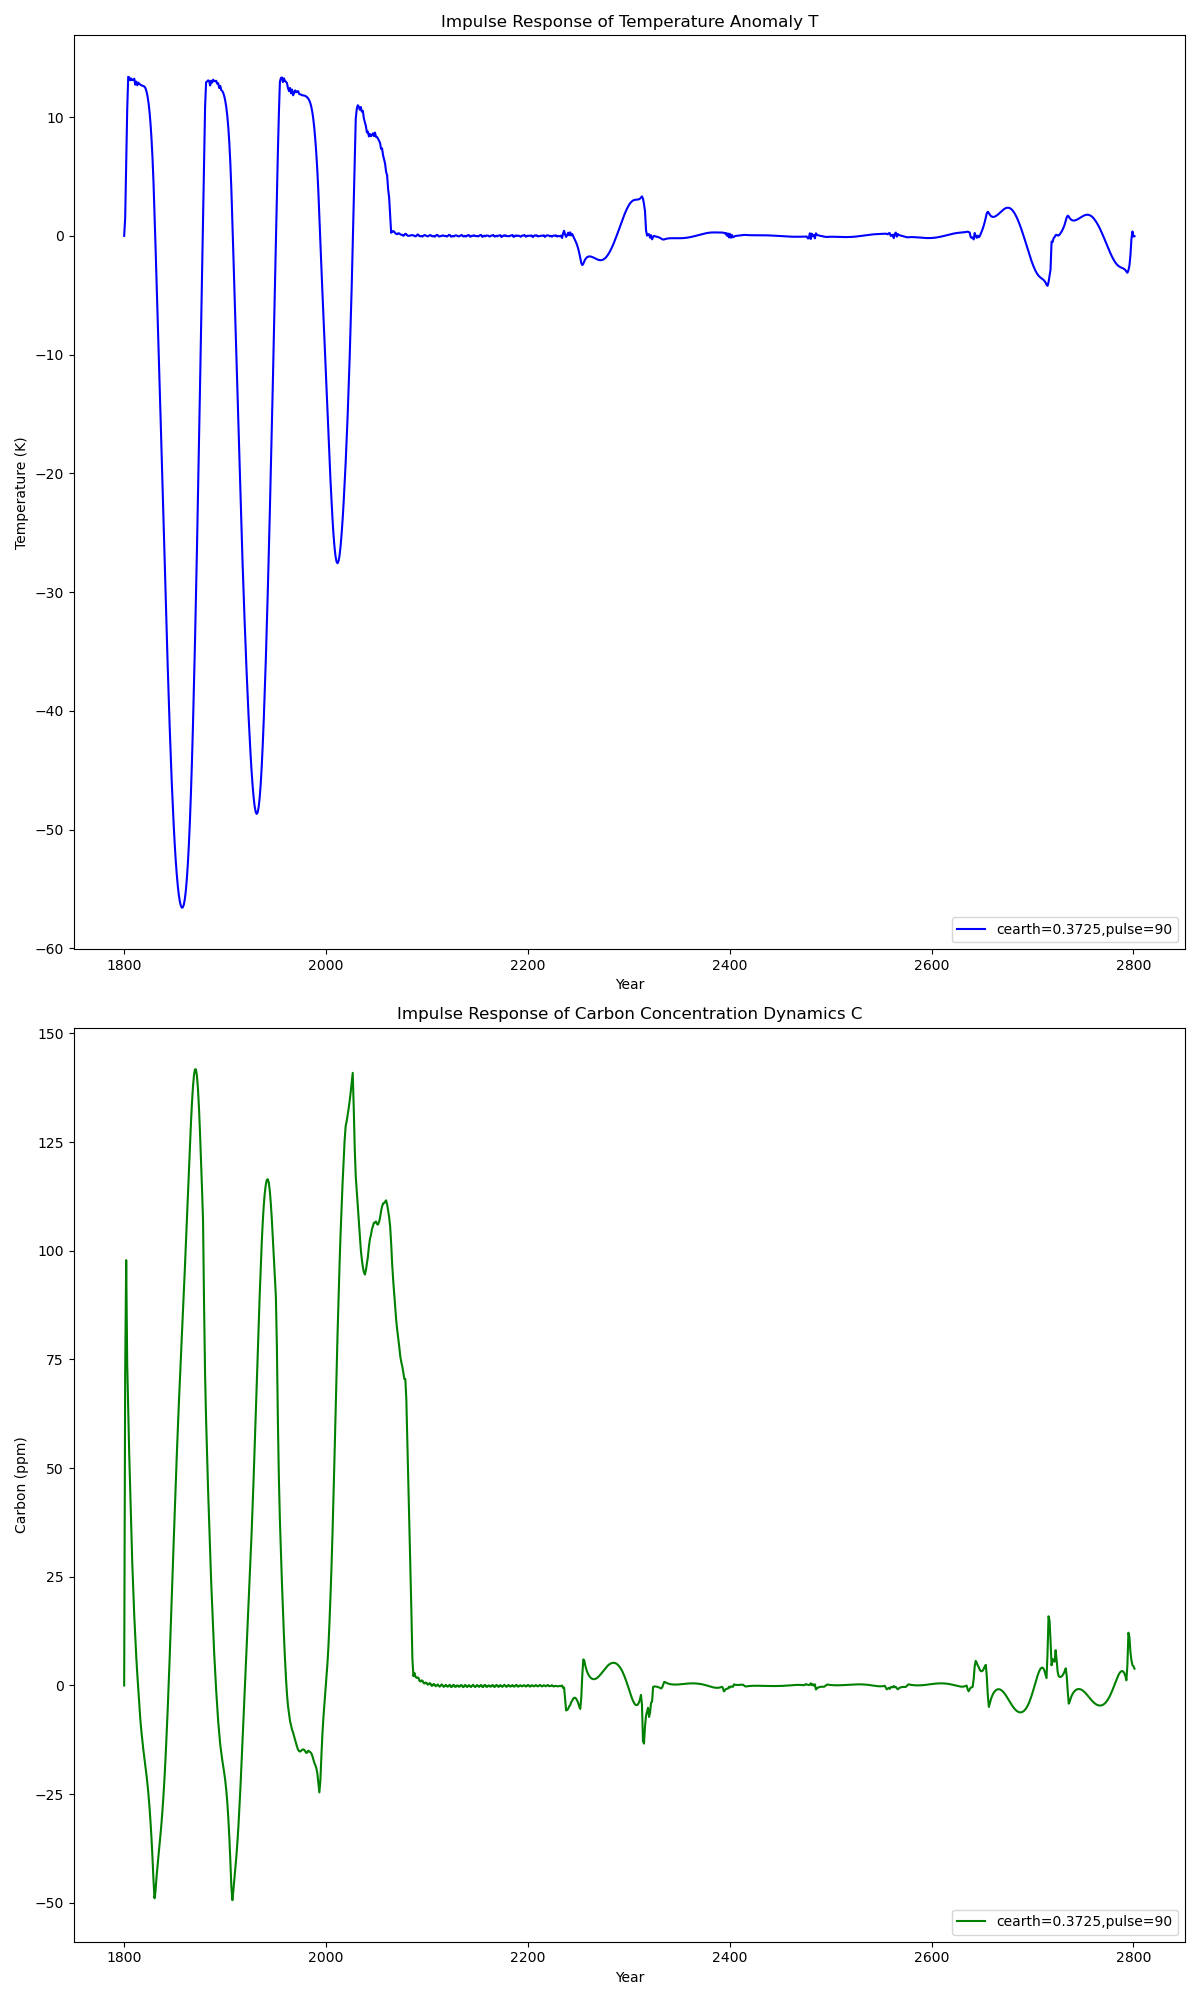 Impulse Response of Temperature Anomaly T
10
0
−10
−20
−30
−40
−50
−60
Temperature (K)
1800 2000 2200 2400 2600 2800
Year
cearth=0.3725,pulse=90
Impulse Response of Carbon Concentration Dynamics C
150
125
100
75
50
25
0
−25
−50
Carbon (ppm)
1800 2000 2200 2400 2600 2800
Year
cearth=0.3725,pulse=90